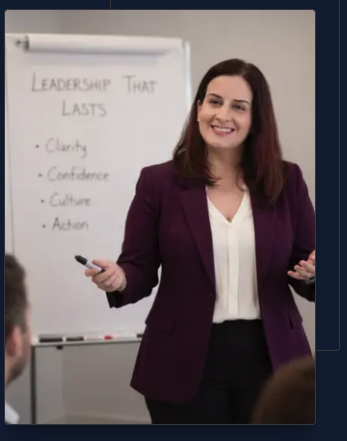 LEADERSHIP THAT
LASTS
• Clarity
• Confidence
• Culture
• Action